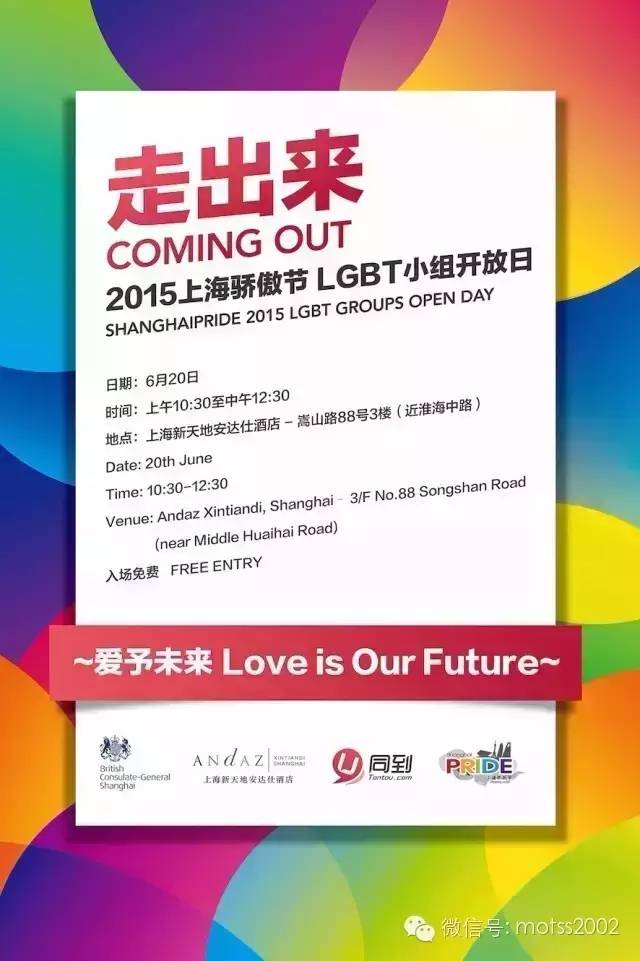 走出来
COMING OUT
2015上海骄傲节 LGBT小组开放日
SHANGHAIPRIDE 2015 LGBT GROUPS OPEN DAY
日期：6月20日
时间：上午10:30至中午12:30
地点：上海新天地安达仕酒店 – 嵩山路88号3楼（近淮海中路）
Date: 20th June
Time: 10:30-12:30
Venue: Andaz Xintiandi, Shanghai - 3/F No.88 Songshan Road
(near Middle Huaihai Road)
入场免费 FREE ENTRY
~爱予未来 Love is Our Future~
British
Consulate-General
Shanghai
ANdAZ XINTIANDI SHANGHAI
上海新天地安达仕酒店
同到
Tontou.com
Shanghai
PRIDE
上海骄傲节
微信号: motss2002